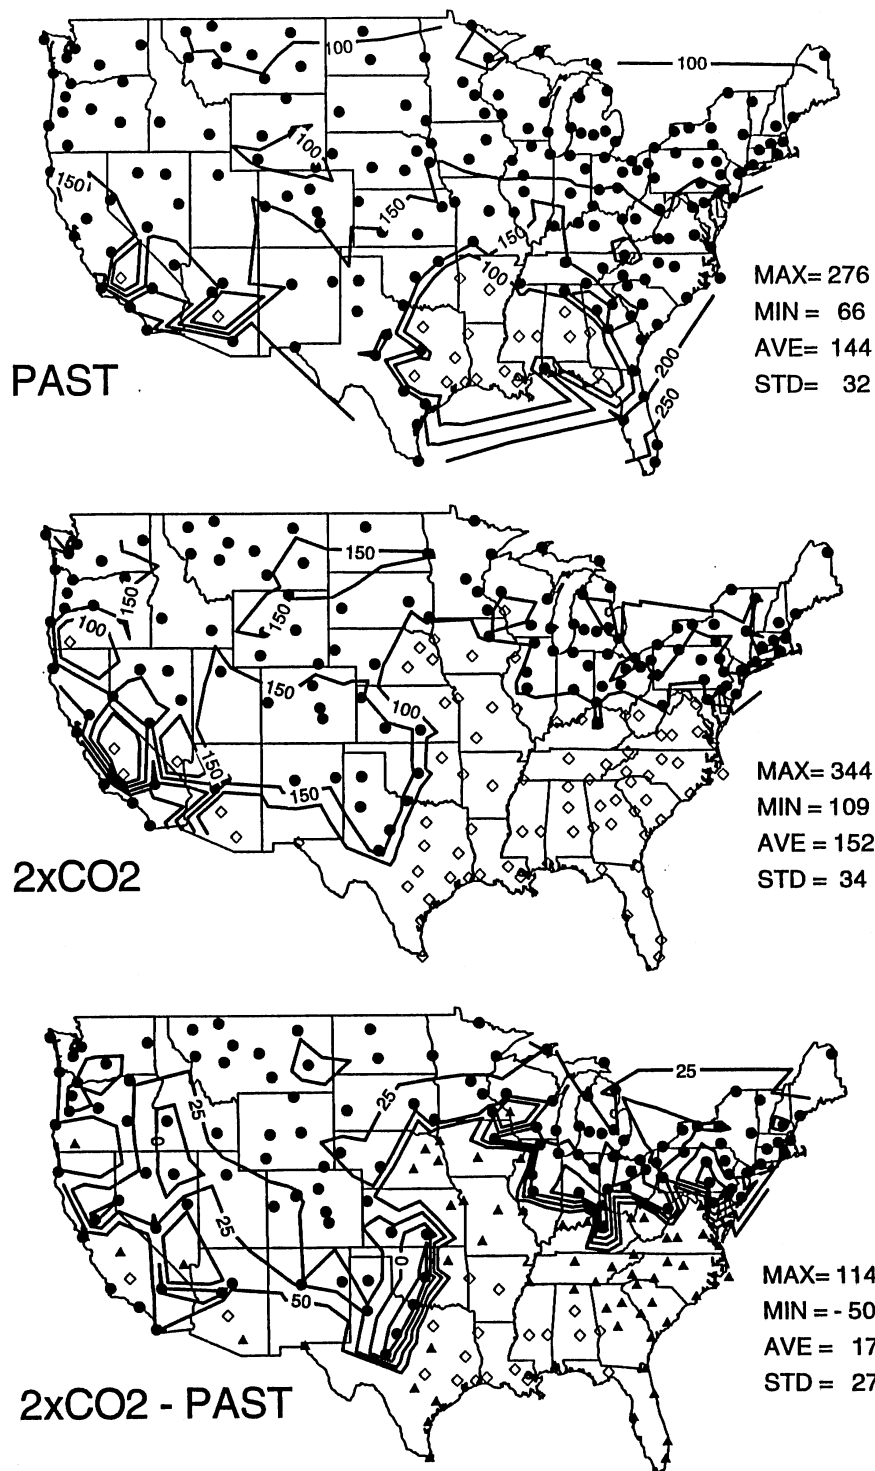 100
100
100
150
150
150
100
MAX= 276
MIN = 66
AVE= 144
STD= 32
200
250
PAST
150
150
150
100
150
100
150
150
MAX= 344
MIN = 109
AVE = 152
STD = 34
2xCO2
25
25
25
0
25
0
50
MAX= 114
MIN = - 50
AVE = 17
STD = 27
2xCO2 - PAST